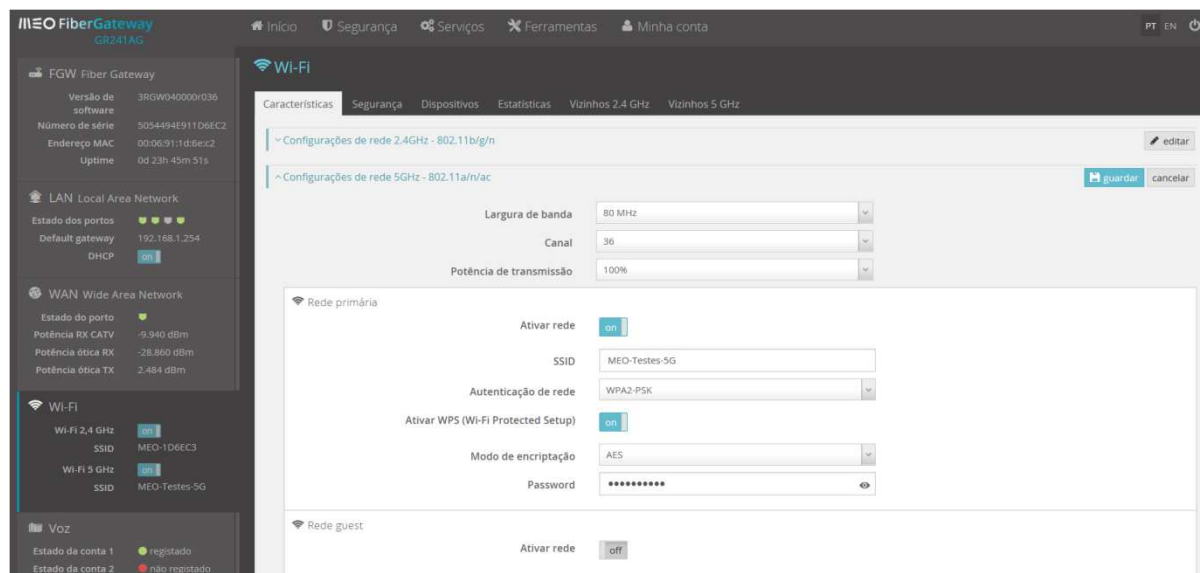 MEO FiberGateway
GR241AG
Início Segurança Serviços Ferramentas Minha conta PT EN
FGW Fiber Gateway
Versão de software 3RGW040000r036
Número de série 5054494E911D6EC2
Endereço MAC 00:06:91:1d:6e:c2
Uptime 0d 23h 45m 51s
LAN Local Area Network
Estado dos portos
Default gateway 192.168.1.254
DHCP on
WAN Wide Area Network
Estado do porto
Potência RX CATV -9.940 dBm
Potência ótica RX -28.860 dBm
Potência ótica TX 2.484 dBm
Wi-Fi
Wi-Fi 2,4 GHz on
SSID MEO-1D6EC3
Wi-Fi 5 GHz on
SSID MEO-Testes-5G
Voz
Estado da conta 1 registado
Estado da conta 2 não registado
Wi-Fi
Características Segurança Dispositivos Estatísticas Vizinhos 2.4 GHz Vizinhos 5 GHz
Configurações de rede 2.4GHz - 802.11b/g/n editar
Configurações de rede 5GHz - 802.11a/n/ac guardar cancelar
Largura de banda 80 MHz
Canal 36
Potência de transmissão 100%
Rede primária
Ativar rede on
SSID MEO-Testes-5G
Autenticação de rede WPA2-PSK
Ativar WPS (Wi-Fi Protected Setup) on
Modo de encriptação AES
Password ••••••••••
Rede guest
Ativar rede off